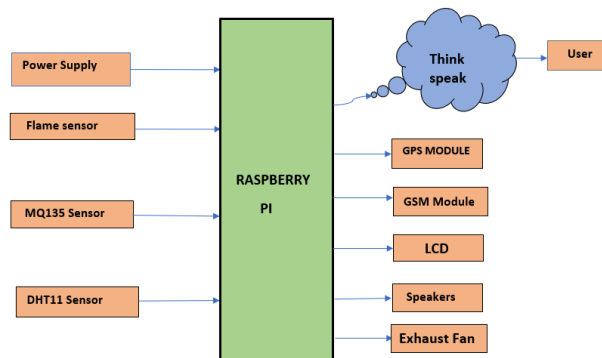 Power Supply
Flame sensor
MQ135 Sensor
DHT11 Sensor
RASPBERRY
PI
Think
speak
User
GPS MODULE
GSM Module
LCD
Speakers
Exhaust Fan